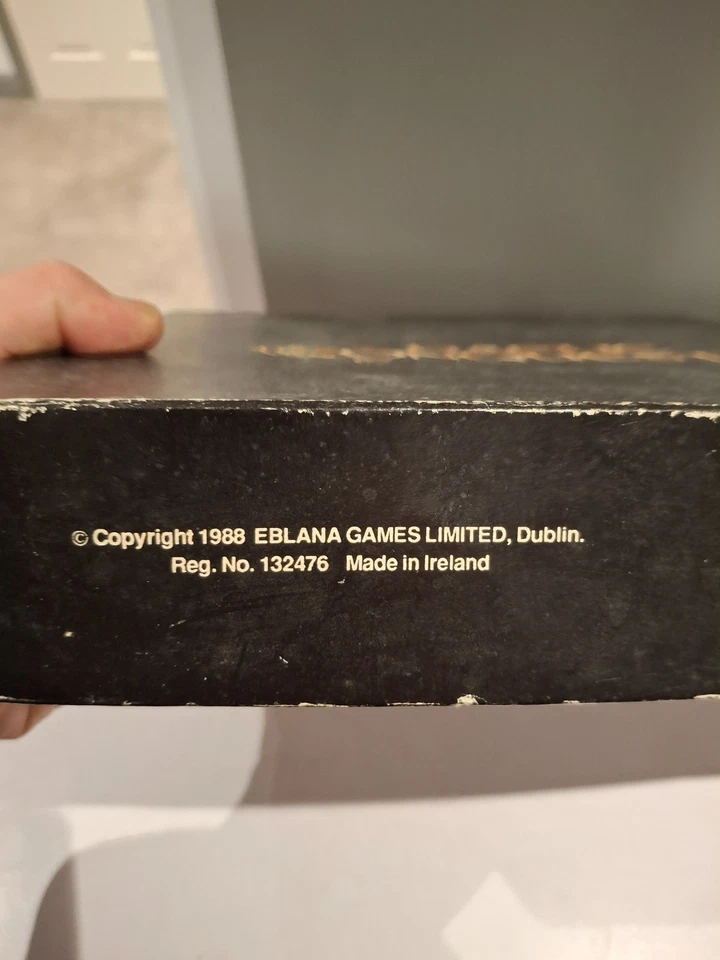 © Copyright 1988 EBLANA GAMES LIMITED, Dublin.
Reg. No. 132476 Made in Ireland